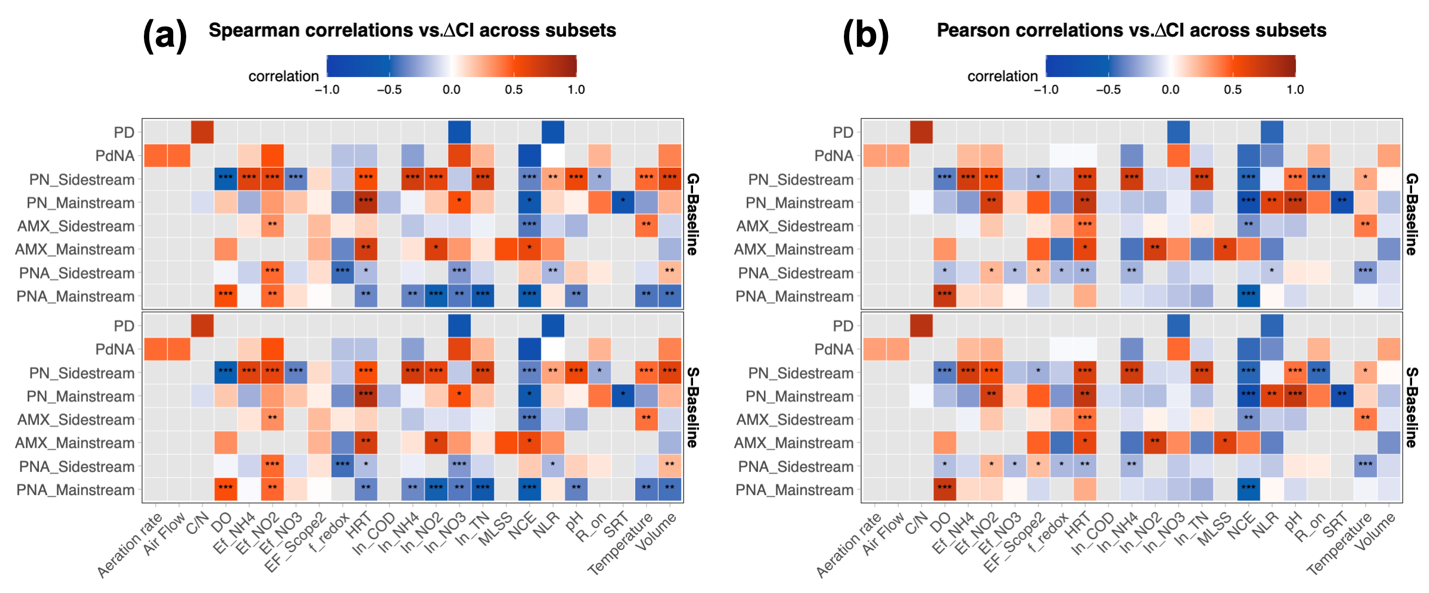 (a) Spearman correlations vs.ΔCI across subsets
correlation
−1.0 −0.5 0.0 0.5 1.0
PD
PdNA
PN_Sidestream *** *** *** *** *** *** *** *** *** ** *** * *** ***
PN_Mainstream *** * * *
AMX_Sidestream ** *** **
AMX_Mainstream ** * *
PNA_Sidestream *** *** * *** ** **
PNA_Mainstream *** ** ** ** *** ** *** *** ** ** **
G−Baseline
PD
PdNA
PN_Sidestream *** *** *** *** *** *** *** *** *** ** *** * *** ***
PN_Mainstream *** * * *
AMX_Sidestream ** *** **
AMX_Mainstream ** * *
PNA_Sidestream *** *** * *** * **
PNA_Mainstream *** ** ** ** *** ** *** *** ** ** **
S−Baseline
Aeration rate
Air Flow
C/N
DO
Ef_NH4
Ef_NO2
Ef_NO3
EF_Scope2
f_redox
HRT
In_COD
In_NH4
In_NO2
In_NO3
In_TN
MLSS
NCE
NLR
pH
R_on
SRT
Temperature
Volume
(b) Pearson correlations vs.ΔCI across subsets
correlation
−1.0 −0.5 0.0 0.5 1.0
PD
PdNA
PN_Sidestream *** *** *** * *** *** *** *** *** *** *
PN_Mainstream ** ** *** ** *** **
AMX_Sidestream *** ** **
AMX_Mainstream * ** *
PNA_Sidestream * * * * * ** ** * ***
PNA_Mainstream *** ***
G−Baseline
PD
PdNA
PN_Sidestream *** *** *** * *** *** *** *** *** *** *
PN_Mainstream ** ** *** ** *** **
AMX_Sidestream *** ** **
AMX_Mainstream * ** *
PNA_Sidestream * * * * * ** ** ***
PNA_Mainstream *** ***
S−Baseline
Aeration rate
Air Flow
C/N
DO
Ef_NH4
Ef_NO2
Ef_NO3
EF_Scope2
f_redox
HRT
In_COD
In_NH4
In_NO2
In_NO3
In_TN
MLSS
NCE
NLR
pH
R_on
SRT
Temperature
Volume